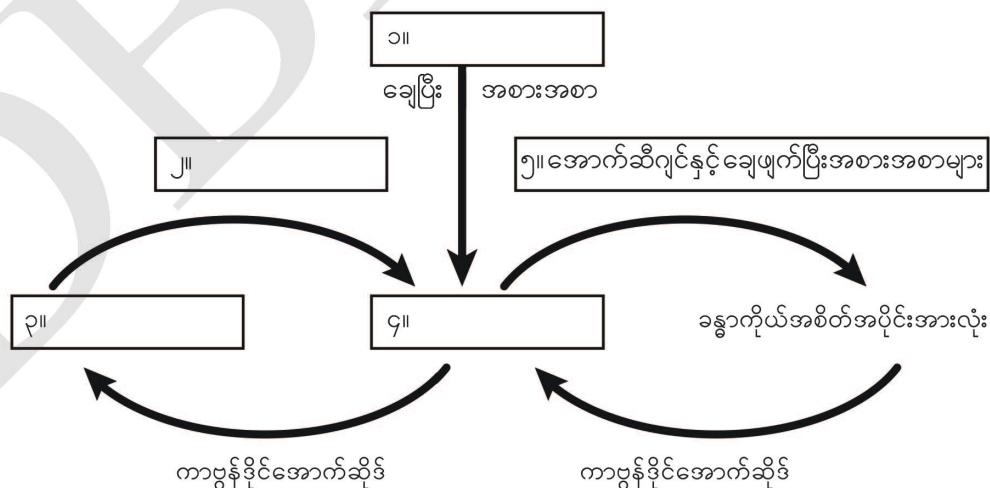 ၁။
ချေပြီး အစားအစာ
၂။
၅။ အောက်ဆီဂျင်နှင့် ချေဖျက်ပြီးအစားအစာများ
၃။
၄။
ခန္ဓာကိုယ်အစိတ်အပိုင်းအားလုံး
ကာဗွန်ဒိုင်အောက်ဆိုဒ်
ကာဗွန်ဒိုင်အောက်ဆိုဒ်